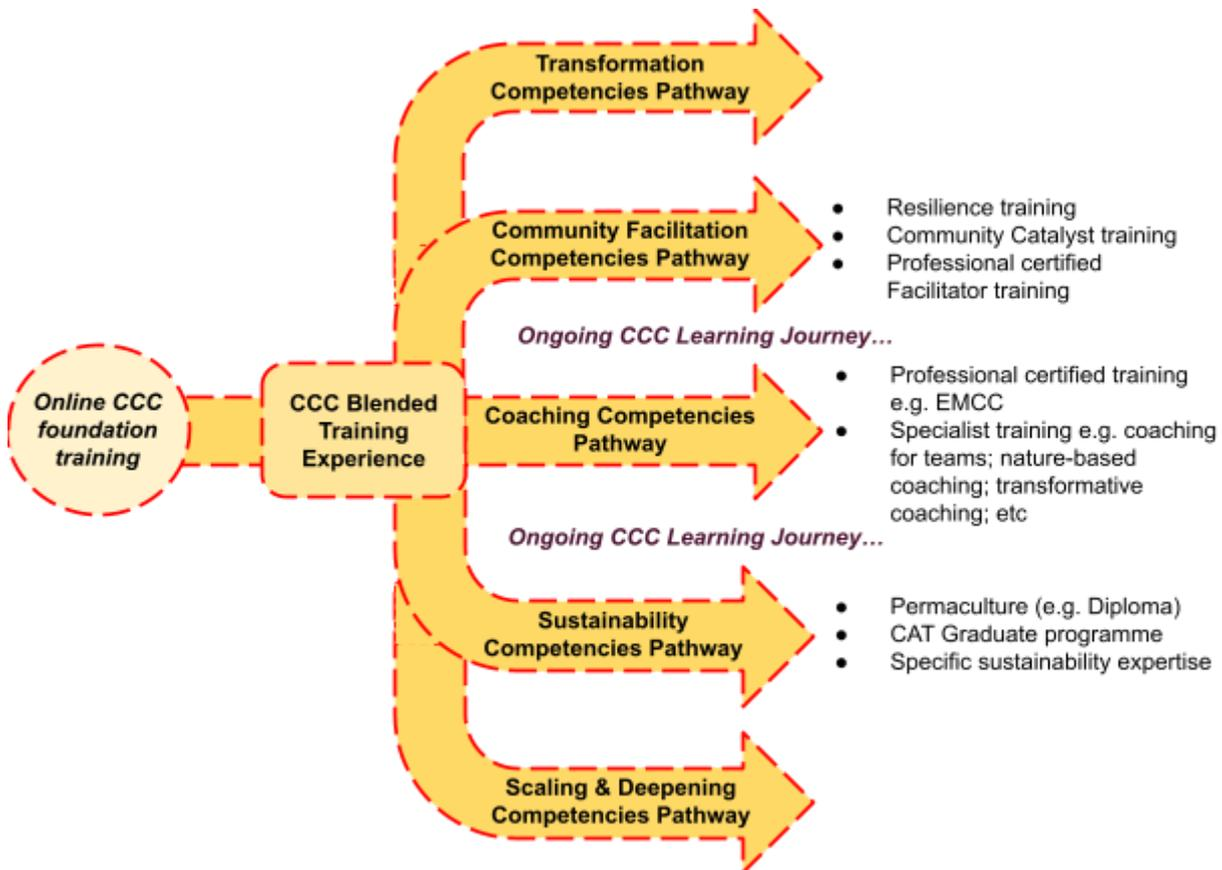 Transformation
Competencies Pathway
Community Facilitation
Competencies Pathway
● Resilience training
● Community Catalyst training
● Professional certified
Facilitator training
Ongoing CCC Learning Journey…
Online CCC
foundation
training
CCC Blended
Training
Experience
Coaching Competencies
Pathway
● Professional certified training
e.g. EMCC
● Specialist training e.g. coaching
for teams; nature-based
coaching; transformative
coaching; etc
Ongoing CCC Learning Journey…
Sustainability
Competencies Pathway
● Permaculture (e.g. Diploma)
● CAT Graduate programme
● Specific sustainability expertise
Scaling & Deepening
Competencies Pathway